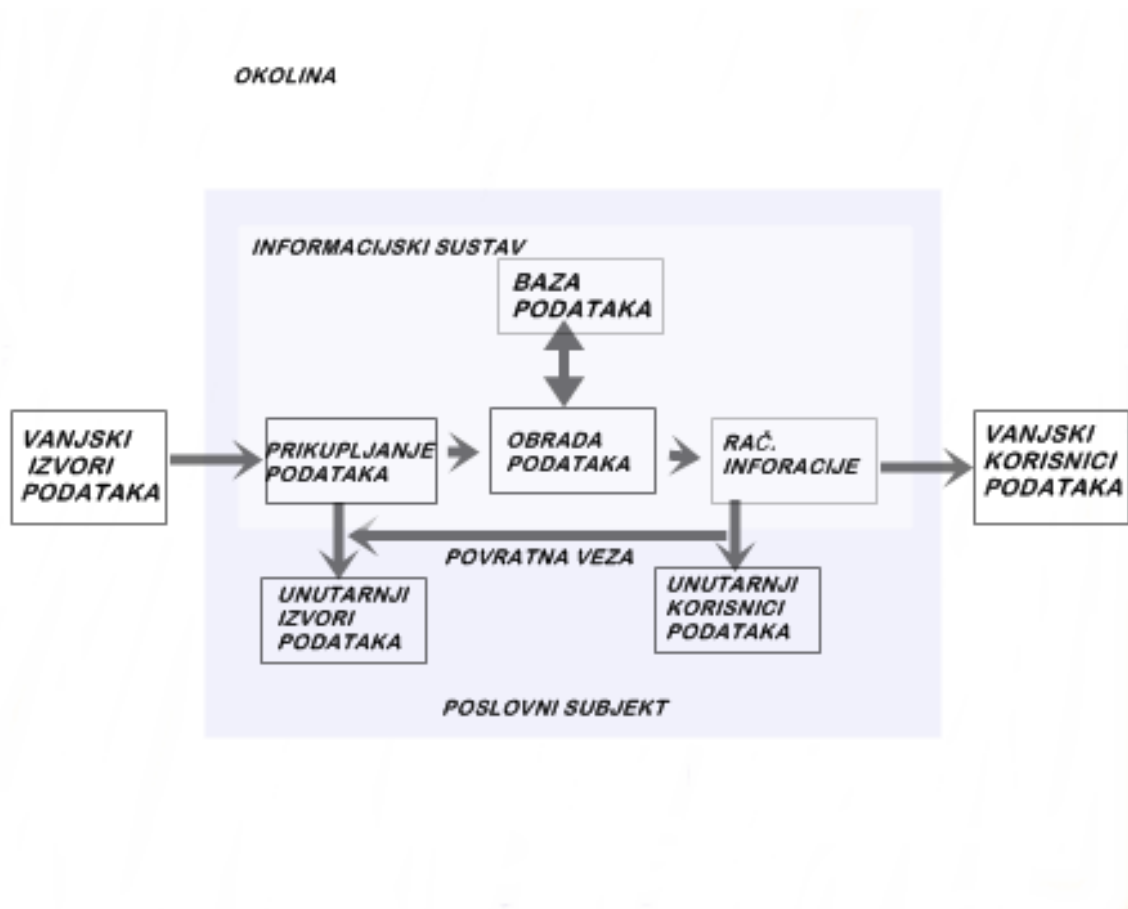 OKOLINA
INFORMACIJSKI SUSTAV
BAZA
PODATAKA
VANJSKI
IZVORI
PODATAKA
PRIKUPLJANJE
PODATAKA
OBRADA
PODATAKA
RAČ.
INFORACIJE
VANJSKI
KORISNICI
PODATAKA
POVRATNA VEZA
UNUTARNJI
IZVORI
PODATAKA
UNUTARNJI
KORISNICI
PODATAKA
POSLOVNI SUBJEKT